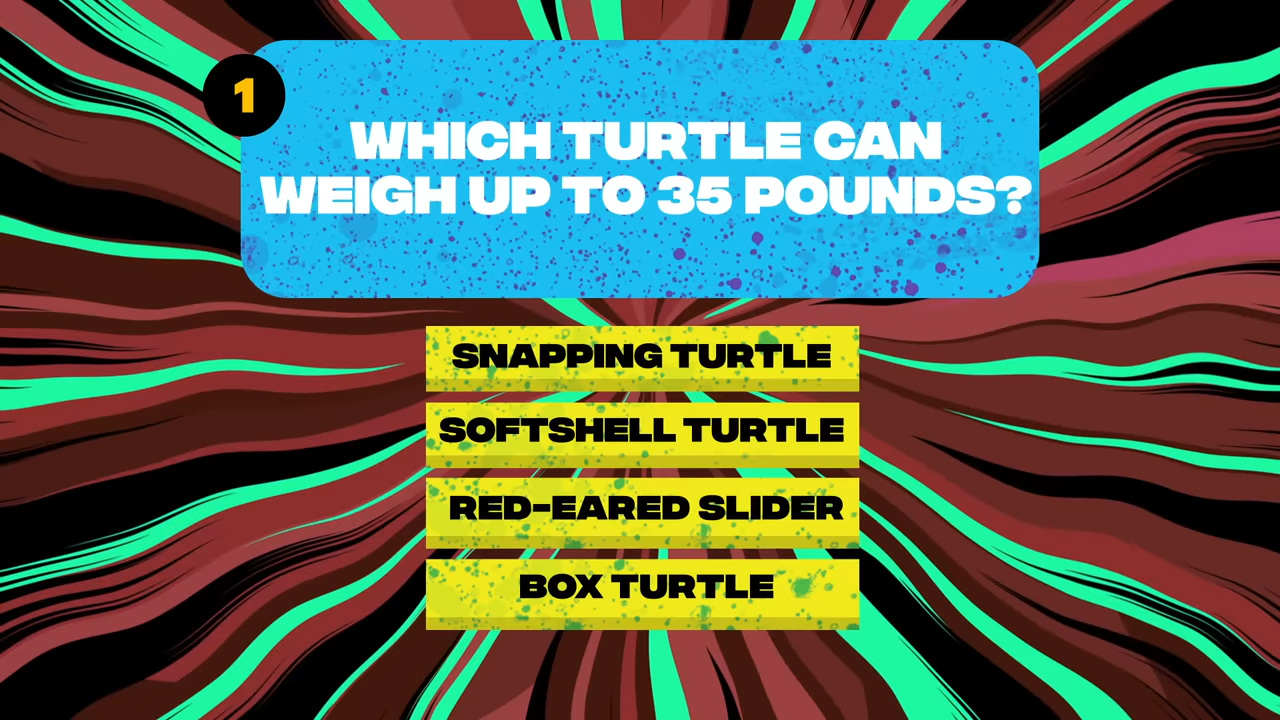 1
WHICH TURTLE CAN
WEIGH UP TO 35 POUNDS?
SNAPPING TURTLE
SOFTSHELL TURTLE
RED-EARED SLIDER
BOX TURTLE